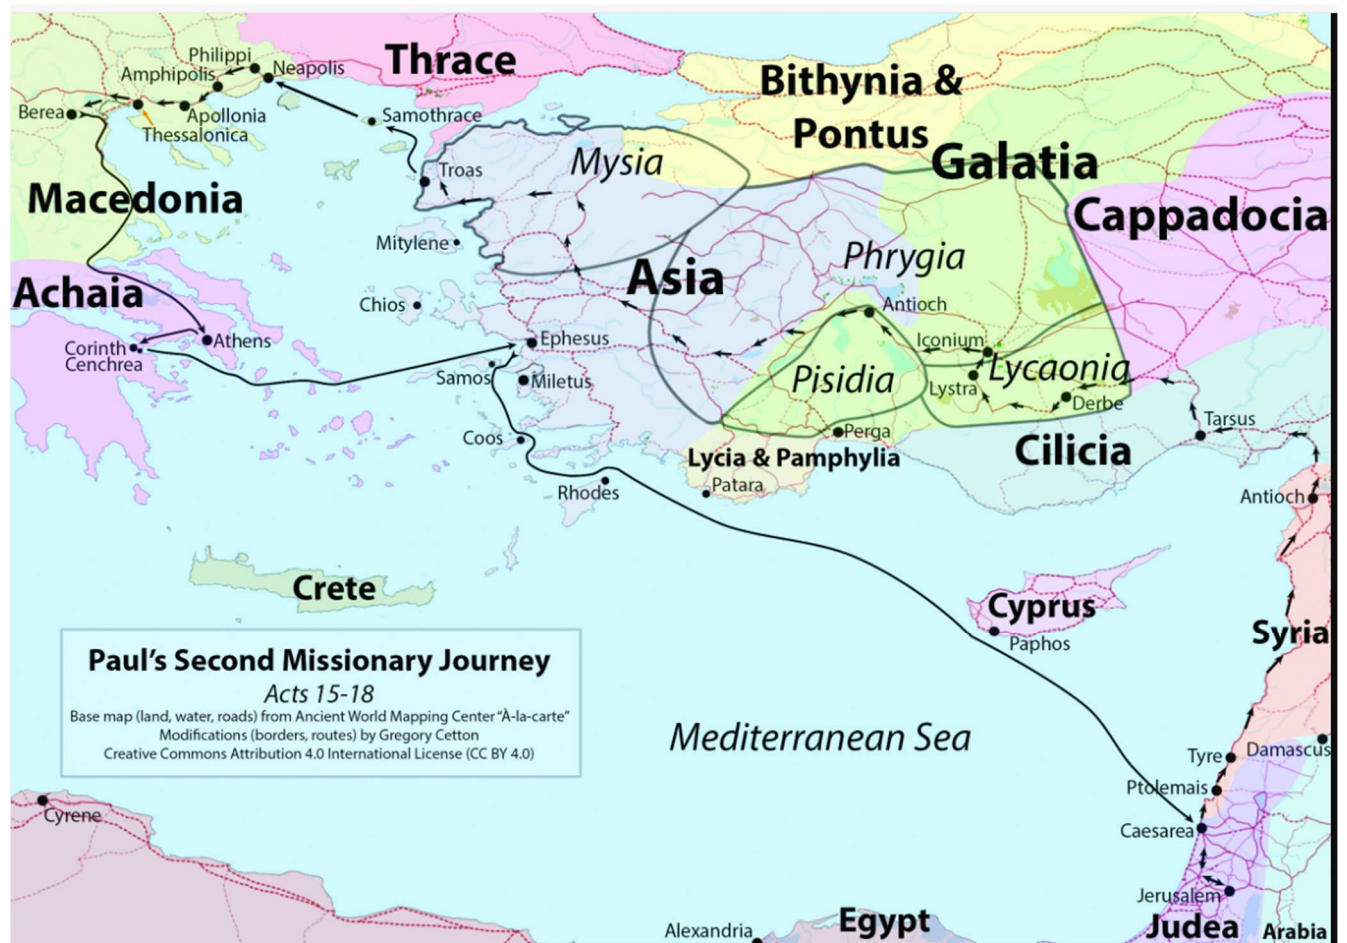 Thrace
Bithynia &
Pontus
Galatia
Cappadocia
Philippi
Neapolis
Amphipolis
Berea
Apollonia
Thessalonica
Samothrace
Macedonia
Troas
Mysia
Mitylene
Asia
Phrygia
Achaia
Chios
Antioch
Athens
Corinth
Cenchrea
Ephesus
Iconium
Samos
Miletus
Pisidia
Lystra
Lycaonia
Derbe
Coos
Perga
Tarsus
Cilicia
Lycia & Pamphylia
Rhodes
Patara
Antioch
Crete
Cyprus
Paphos
Syria
Paul's Second Missionary Journey
Acts 15-18
Base map (land, water, roads) from Ancient World Mapping Center “À-la-carte”
Modifications (borders, routes) by Gregory Cetton
Creative Commons Attribution 4.0 International License (CC BY 4.0)
Mediterranean Sea
Tyre
Damascus
Ptolemais
Cyrene
Caesarea
Jerusalem
Alexandria
Egypt
Judea
Arabia